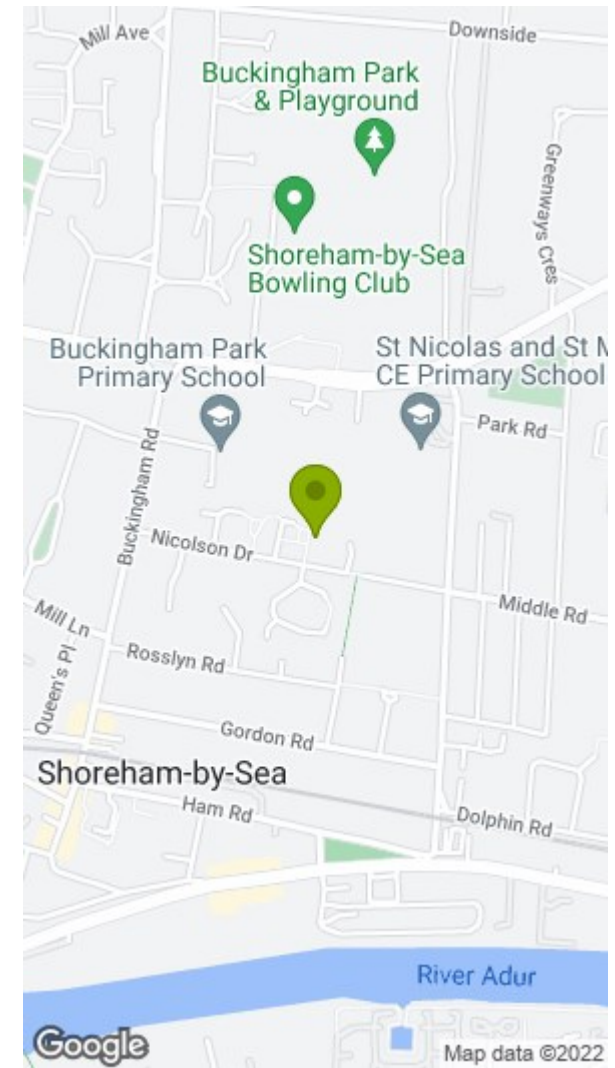 Mill Ave
Downside
Buckingham Park
& Playground
Greenways Cres
Shoreham-by-Sea
Bowling Club
Buckingham Park
Primary School
St Nicolas and St M
CE Primary School
Park Rd
Buckingham Rd
Nicolson Dr
Middle Rd
Mill Ln
Rosslyn Rd
Queen's Pl
Gordon Rd
Shoreham-by-Sea
Ham Rd
Dolphin Rd
River Adur
Google
Map data ©2022